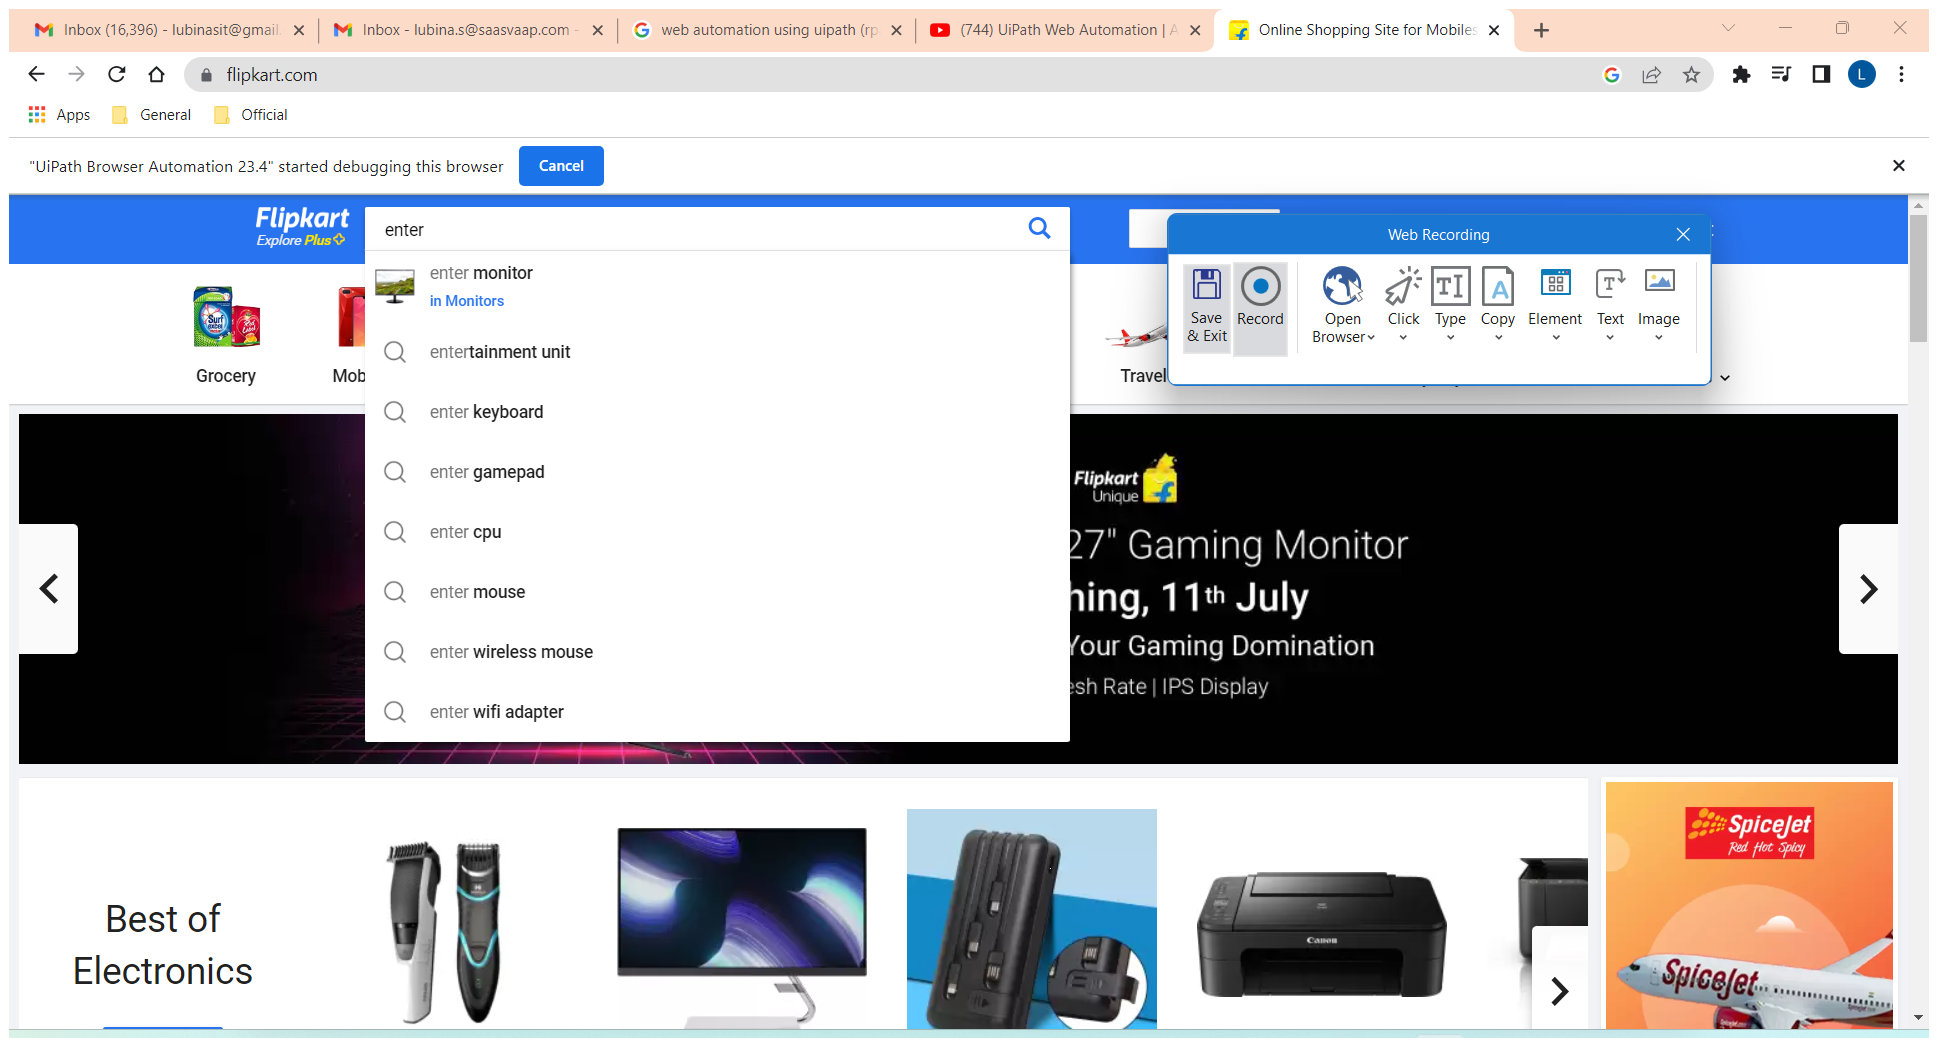 Inbox (16,396) - lubinasit@gmail.
Inbox - lubina.s@saasvaap.com -
web automation using uipath (rp
(744) UiPath Web Automation | A
Online Shopping Site for Mobiles
flipkart.com
L
Apps
General
Official
"UiPath Browser Automation 23.4" started debugging this browser
Cancel
Flipkart
Explore Plus
enter
Web Recording
Save & Exit
Record
Open Browser
Click
Type
Copy
Element
Text
Image
enter monitor
in Monitors
entertainment unit
enter keyboard
enter gamepad
enter cpu
enter mouse
enter wireless mouse
enter wifi adapter
Surf excel
Grocery
Mob
Travel
Flipkart
Unique
27" Gaming Monitor
hing, 11th July
Your Gaming Domination
esh Rate | IPS Display
Best of
Electronics
Canon
SpiceJet
Red Hot Spicy
SpiceJet